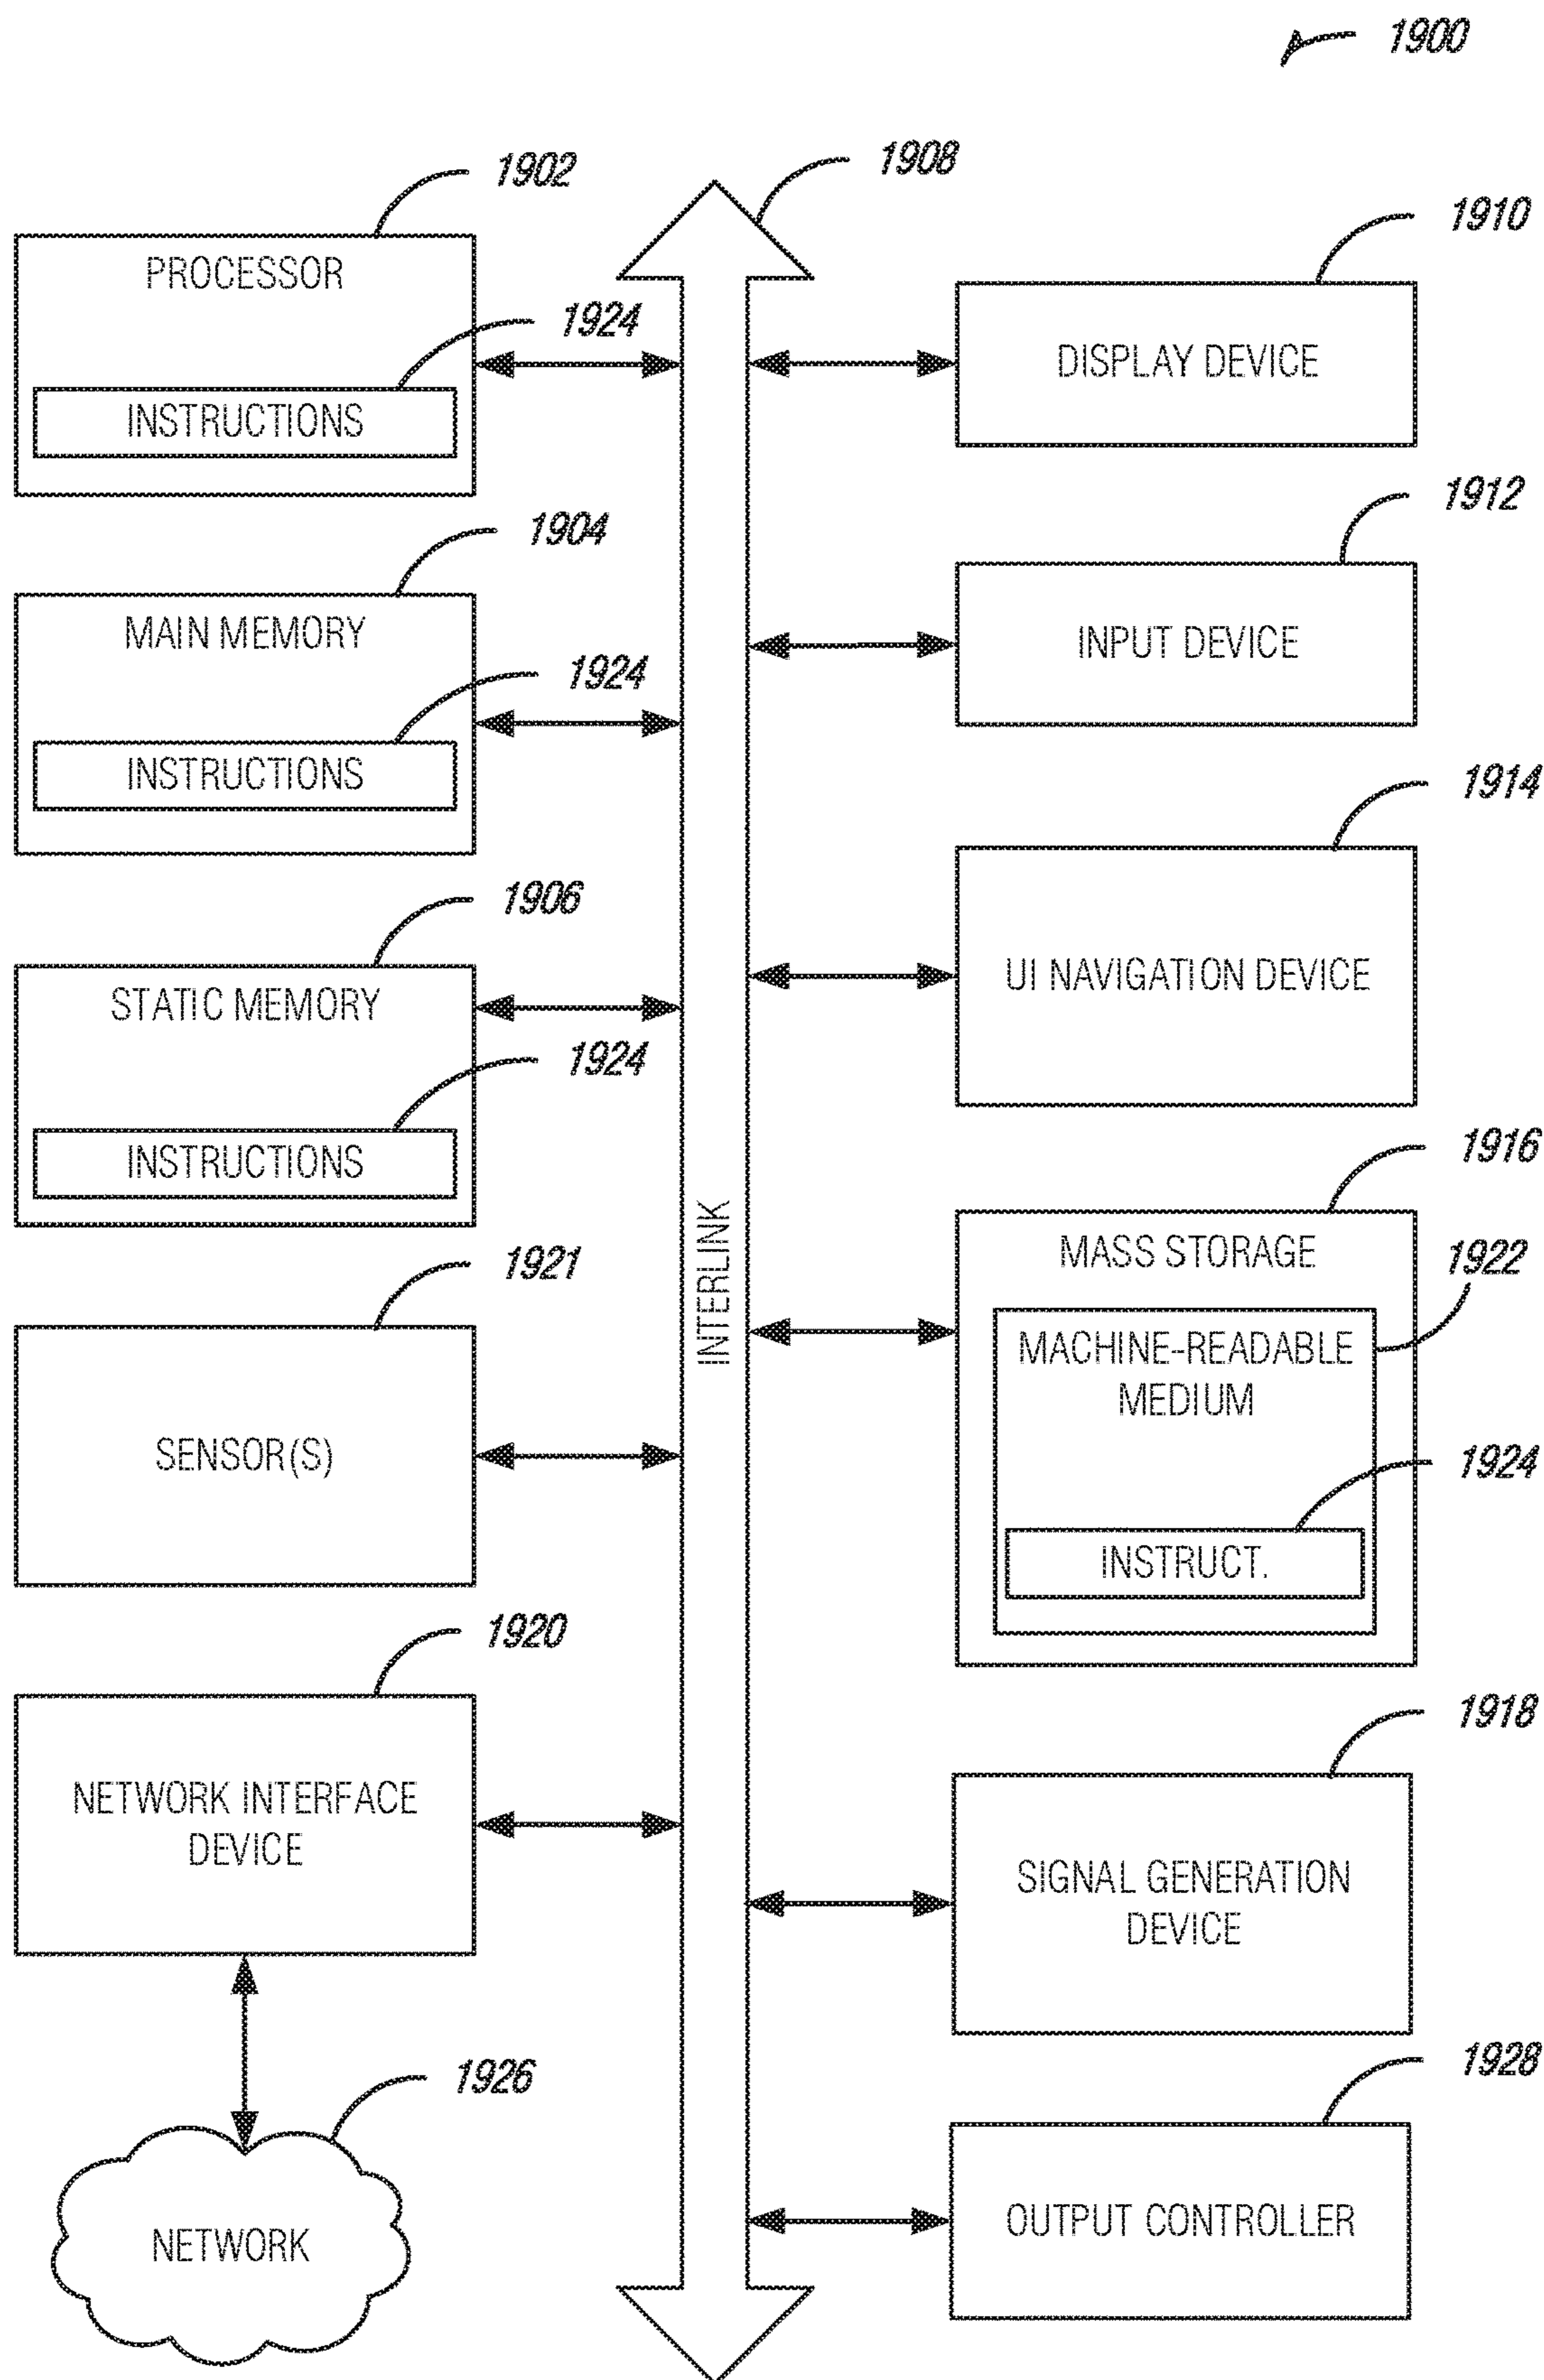 1900
1902
PROCESSOR
1924
INSTRUCTIONS
1904
MAIN MEMORY
1924
INSTRUCTIONS
1906
STATIC MEMORY
1924
INSTRUCTIONS
1921
SENSOR(S)
1920
NETWORK INTERFACE
DEVICE
1926
NETWORK
1908
INTERLINK
1910
DISPLAY DEVICE
1912
INPUT DEVICE
1914
UI NAVIGATION DEVICE
1916
MASS STORAGE
1922
MACHINE-READABLE
MEDIUM
1924
INSTRUCT.
1918
SIGNAL GENERATION
DEVICE
1928
OUTPUT CONTROLLER